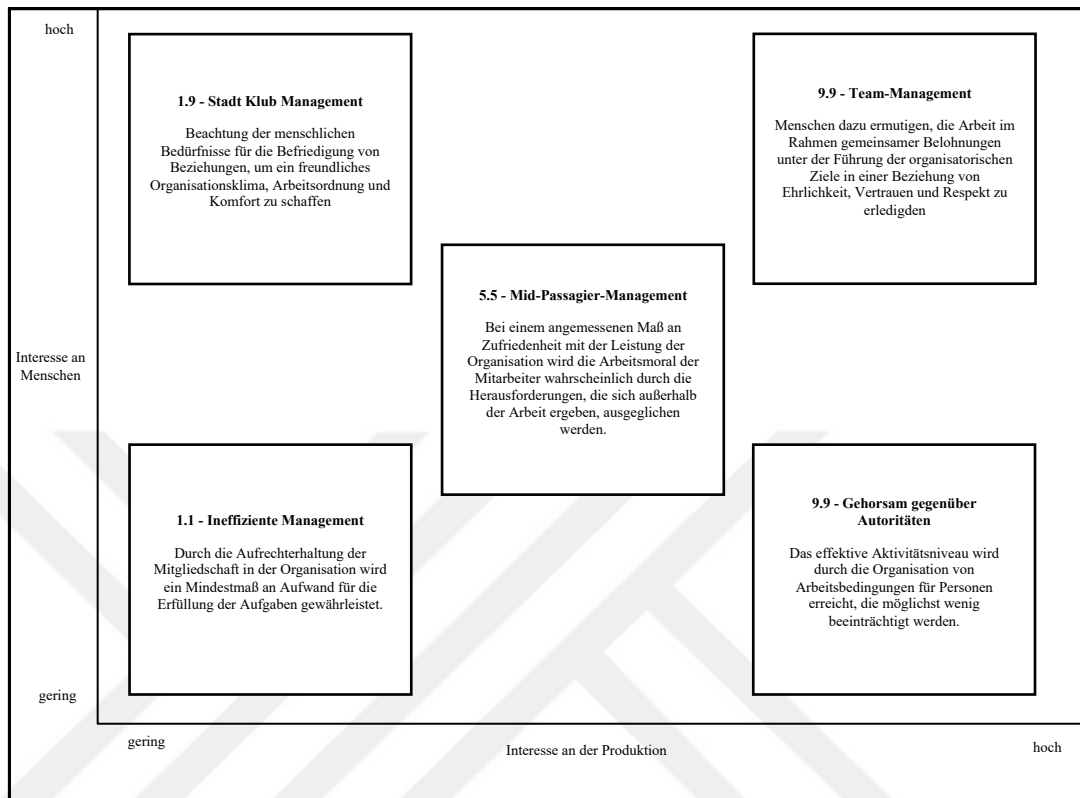 hoch
1.9 - Stadt Klub Management
Beachtung der menschlichen
Bedürfnisse für die Befriedigung von
Beziehungen, um ein freundliches
Organisationsklima, Arbeitsordnung und
Komfort zu schaffen
9.9 - Team-Management
Menschen dazu ermutigen, die Arbeit im
Rahmen gemeinsamer Belohnungen
unter der Führung der organisatorischen
Ziele in einer Beziehung von
Ehrlichkeit, Vertrauen und Respekt zu
erledigden
5.5 - Mid-Passagier-Management
Bei einem angemessenen Maß an
Zufriedenheit mit der Leistung der
Organisation wird die Arbeitsmoral der
Mitarbeiter wahrscheinlich durch die
Herausforderungen, die sich außerhalb
der Arbeit ergeben, ausgeglichen
werden.
Interesse an
Menschen
1.1 - Ineffiziente Management
Durch die Aufrechterhaltung der
Mitgliedschaft in der Organisation wird
ein Mindestmaß an Aufwand für die
Erfüllung der Aufgaben gewährleistet.
9.9 - Gehorsam gegenüber
Autoritäten
Das effektive Aktivitätsniveau wird
durch die Organisation von
Arbeitsbedingungen für Personen
erreicht, die möglichst wenig
beeinträchtigt werden.
gering
gering
Interesse an der Produktion
hoch